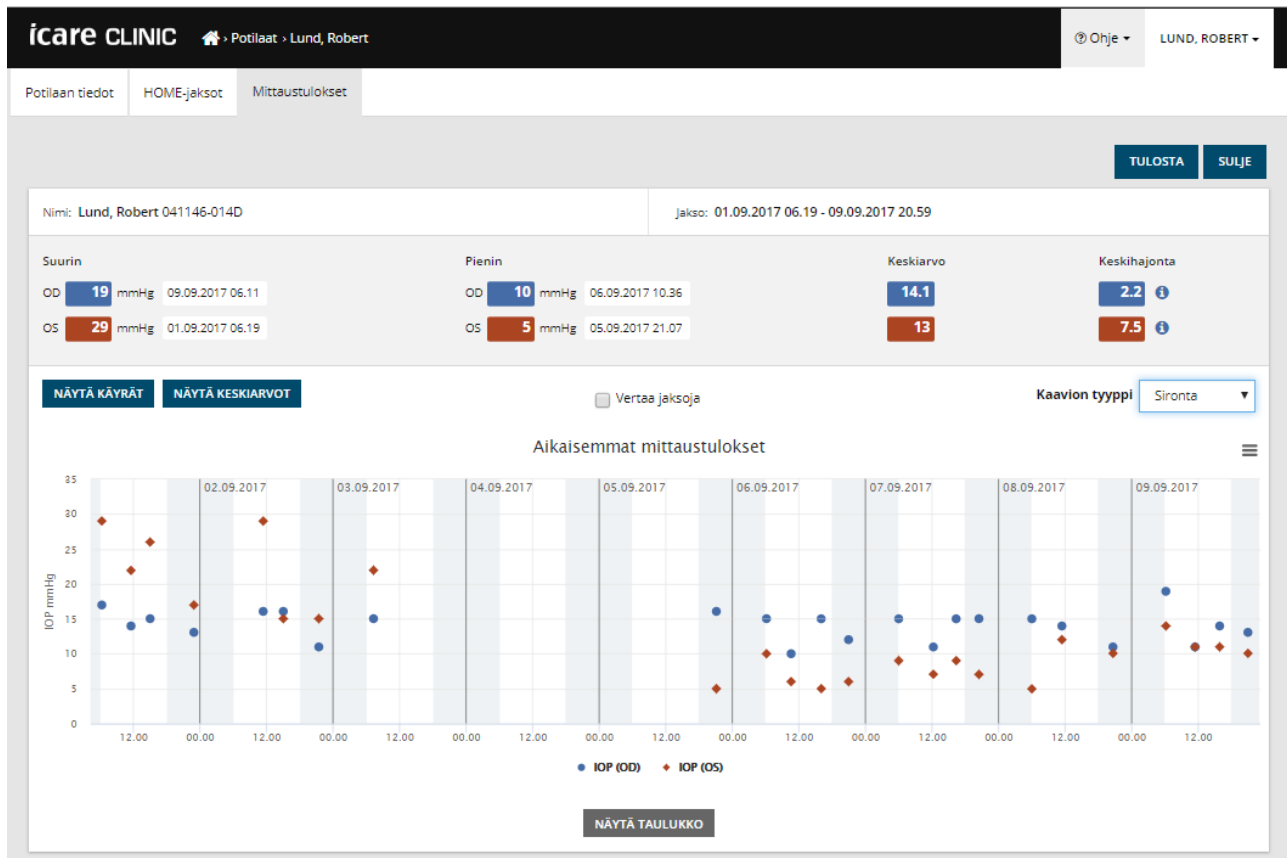 icare CLINIC › Potilaat › Lund, Robert Ohje LUND, ROBERT
Potilaan tiedot HOME-jaksot Mittaustulokset
TULOSTA SULJE
Nimi: Lund, Robert 041146-014D Jakso: 01.09.2017 06.19 - 09.09.2017 20.59
Suurin Pienin Keskiarvo Keskihajonta
OD 19 mmHg 09.09.2017 06.11 OD 10 mmHg 06.09.2017 10.36 14.1 2.2
OS 29 mmHg 01.09.2017 06.19 OS 5 mmHg 05.09.2017 21.07 13 7.5
NÄYTÄ KÄYRÄT NÄYTÄ KESKIARVOT Vertaa jaksoja Kaavion tyyppi Sironta
Aikaisemmat mittaustulokset
35
02.09.2017 03.09.2017 04.09.2017 05.09.2017 06.09.2017 07.09.2017 08.09.2017 09.09.2017
30
25
20
IOP mmHg
15
10
5
0
12.00 00.00 12.00 00.00 12.00 00.00 12.00 00.00 12.00 00.00 12.00 00.00 12.00 00.00 12.00 00.00 12.00
IOP (OD) IOP (OS)
NÄYTÄ TAULUKKO